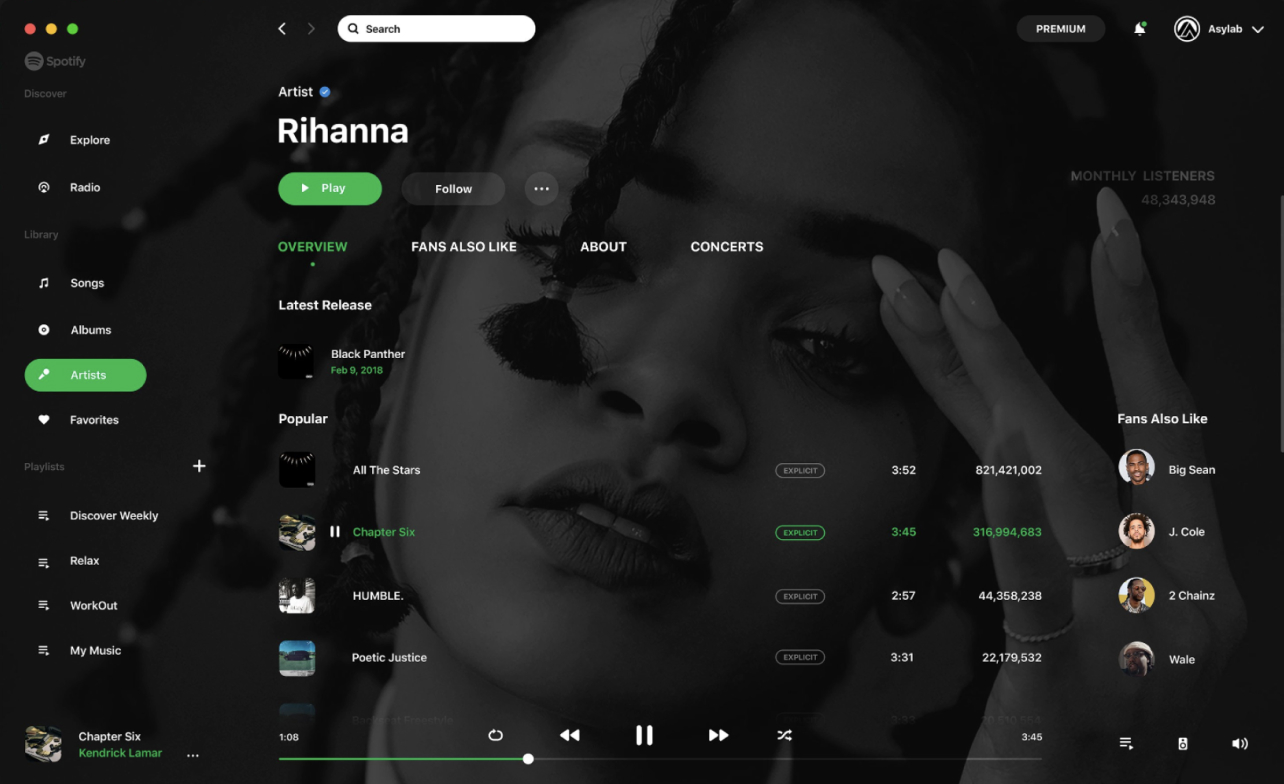 Search
PREMIUM
Asylab
Spotify
Discover
Explore
Radio
Library
Songs
Albums
Artists
Favorites
Playlists
Discover Weekly
Relax
WorkOut
My Music
Artist
Rihanna
Play
Follow
MONTHLY LISTENERS
48,343,948
OVERVIEW FANS ALSO LIKE ABOUT CONCERTS
Latest Release
Black Panther
Feb 9, 2018
Popular
All The Stars EXPLICIT 3:52 821,421,002
Chapter Six EXPLICIT 3:45 316,994,683
HUMBLE. EXPLICIT 2:57 44,358,238
Poetic Justice EXPLICIT 3:31 22,179,532
Backseat Freestyle
Fans Also Like
Big Sean
J. Cole
2 Chainz
Wale
Chapter Six
Kendrick Lamar
1:08
3:45